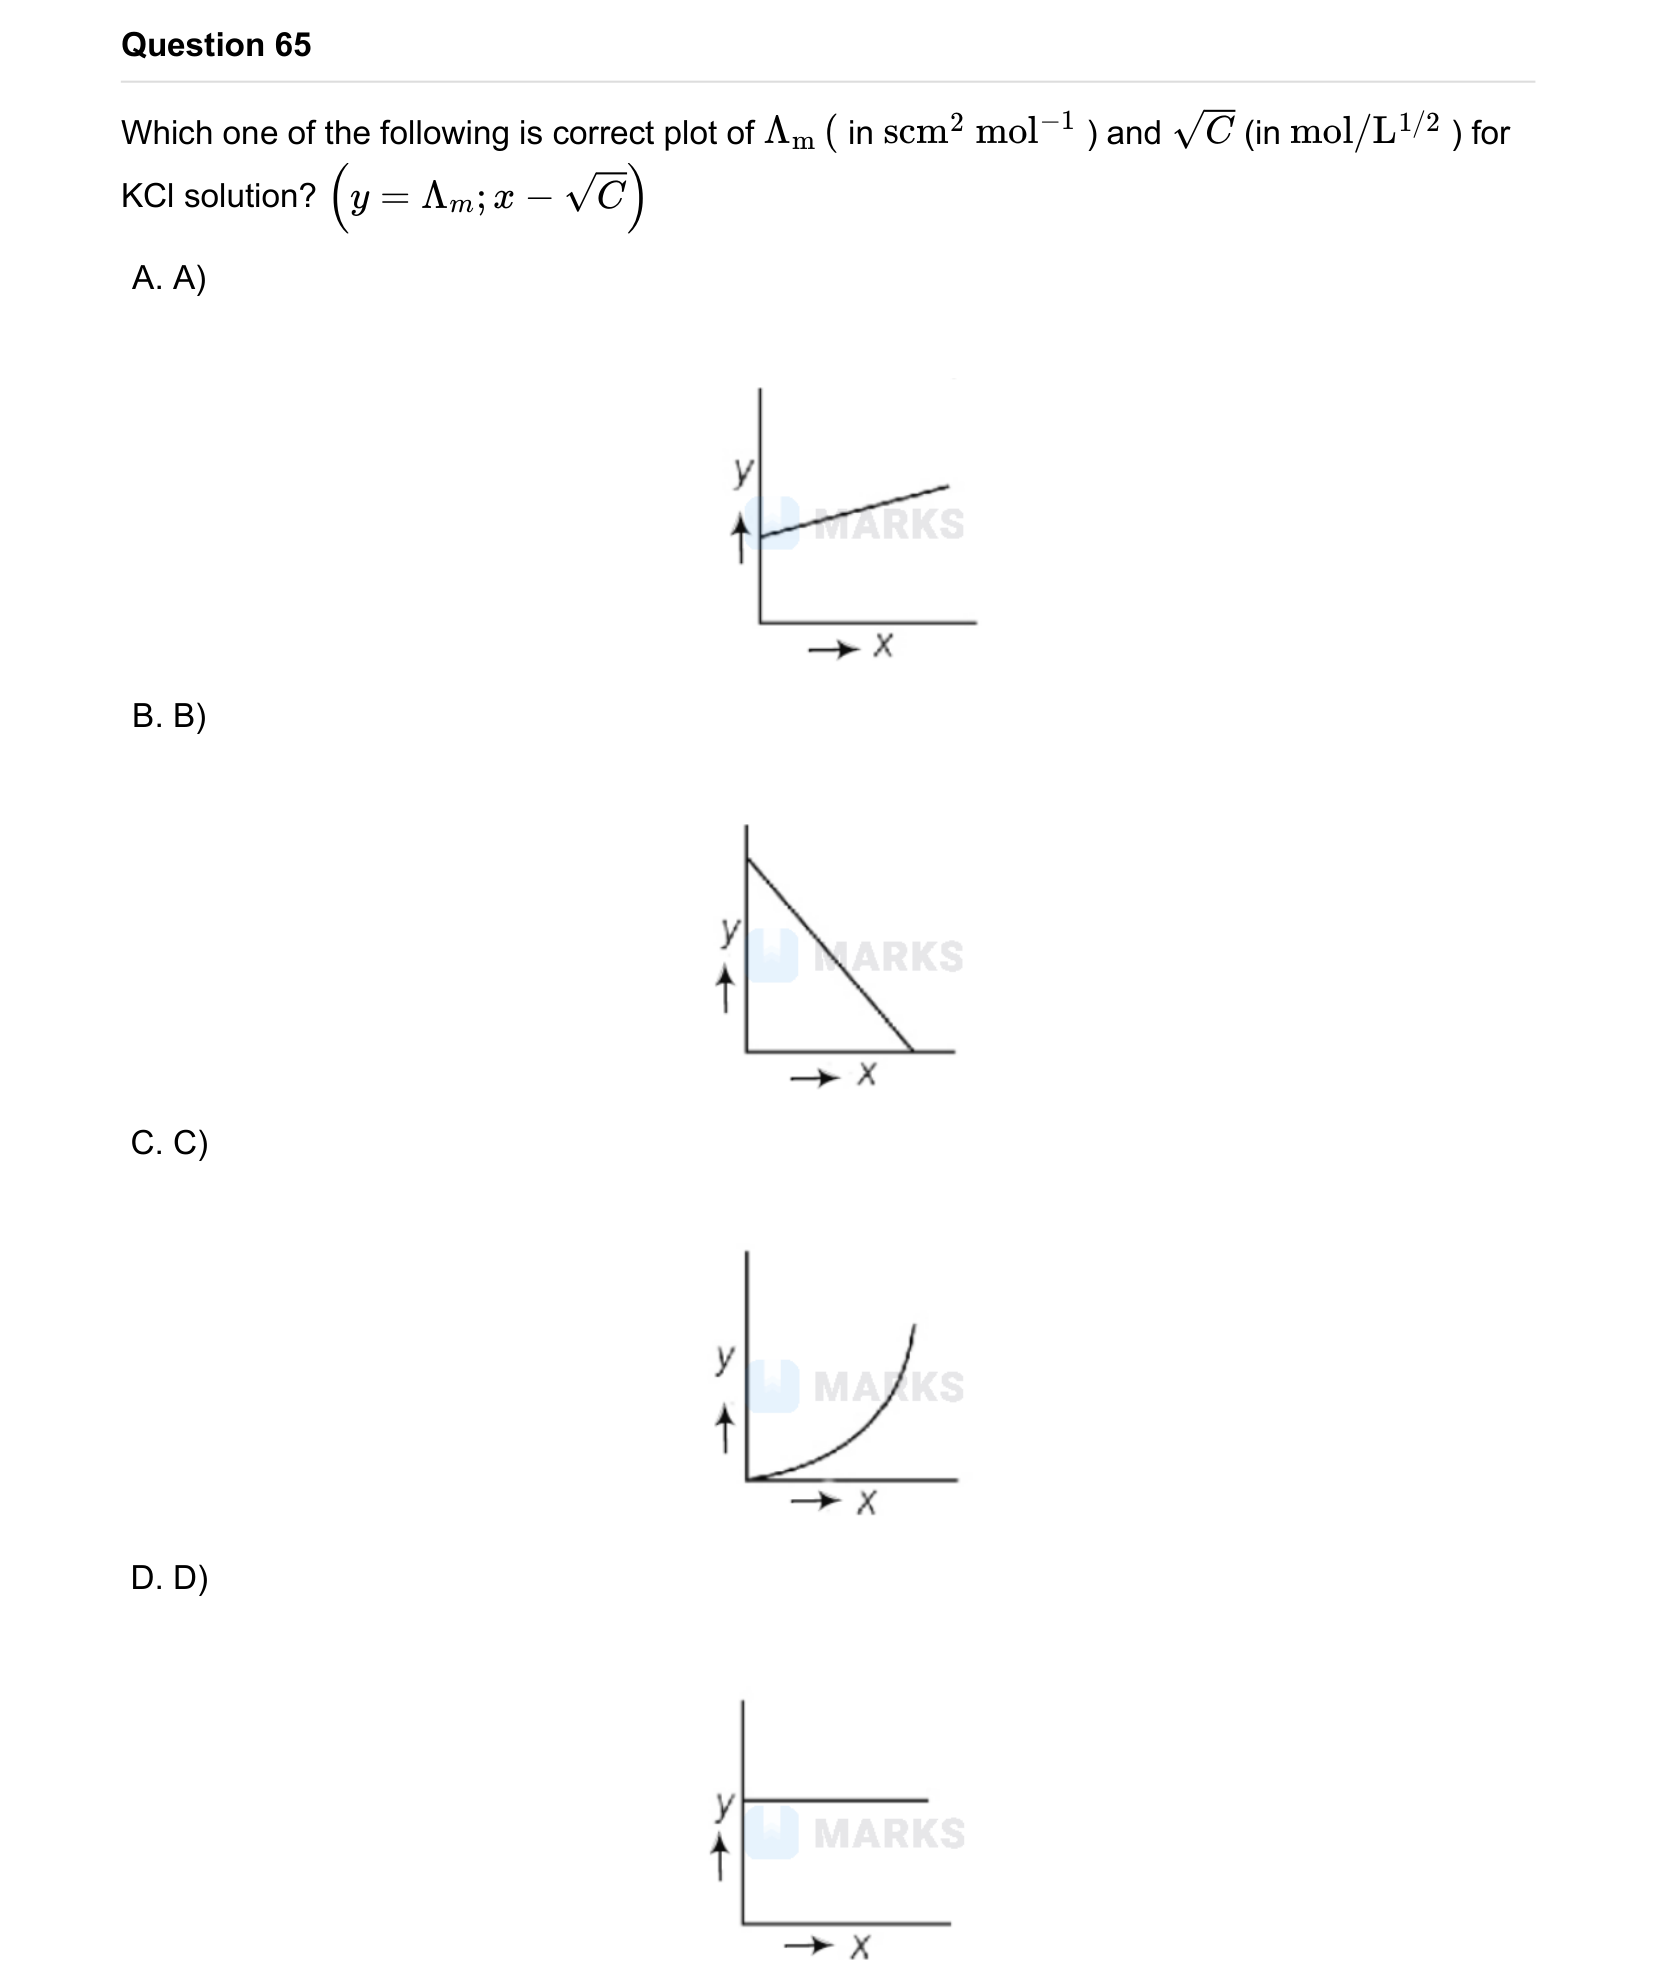 Question 65
Which one of the following is correct plot of Λₘ ( in scm² mol⁻¹ ) and √C (in mol/L^1/2 ) for
KCl solution? (y = Λₘ; x − √C)
A. A)
y
MARKS
x
B. B)
y
MARKS
x
C. C)
y
MARKS
x
D. D)
y
MARKS
x